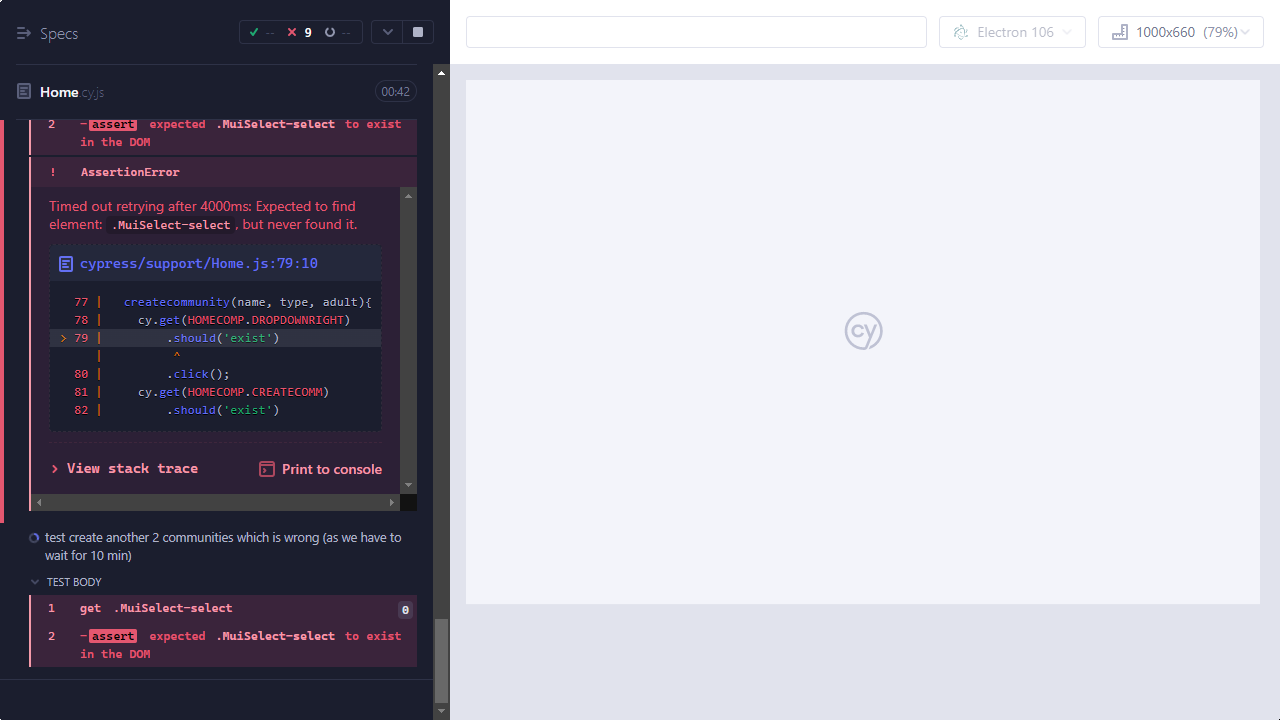 Specs
-- 9 --
Electron 106
1000x660 (79%)
Home.cy.js
00:42
2 -assert expected .MuiSelect-select to exist
in the DOM
! AssertionError
Timed out retrying after 4000ms: Expected to find
element: .MuiSelect-select, but never found it.
cypress/support/Home.js:79:10
77 | createcommunity(name, type, adult){
78 | cy.get(HOMECOMP.DROPDOWNRIGHT)
> 79 | .should('exist')
| ^
80 | .click();
81 | cy.get(HOMECOMP.CREATECOMM)
82 | .should('exist')
> View stack trace
Print to console
test create another 2 communities which is wrong (as we have to
wait for 10 min)
TEST BODY
1 get .MuiSelect-select 0
2 -assert expected .MuiSelect-select to exist
in the DOM
cy